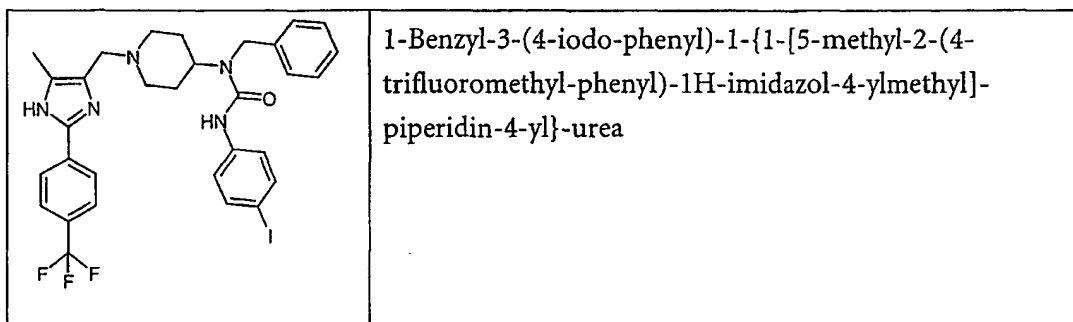 1-Benzyl-3-(4-iodo-phenyl)-1-{1-[5-methyl-2-(4-
trifluoromethyl-phenyl)-1H-imidazol-4-ylmethyl]-
piperidin-4-yl}-urea
N
N
O
HN
N
HN
I
F
F
F